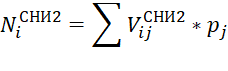 N_i^СНИ2 = ∑ V_ij^СНИ2 * p_j